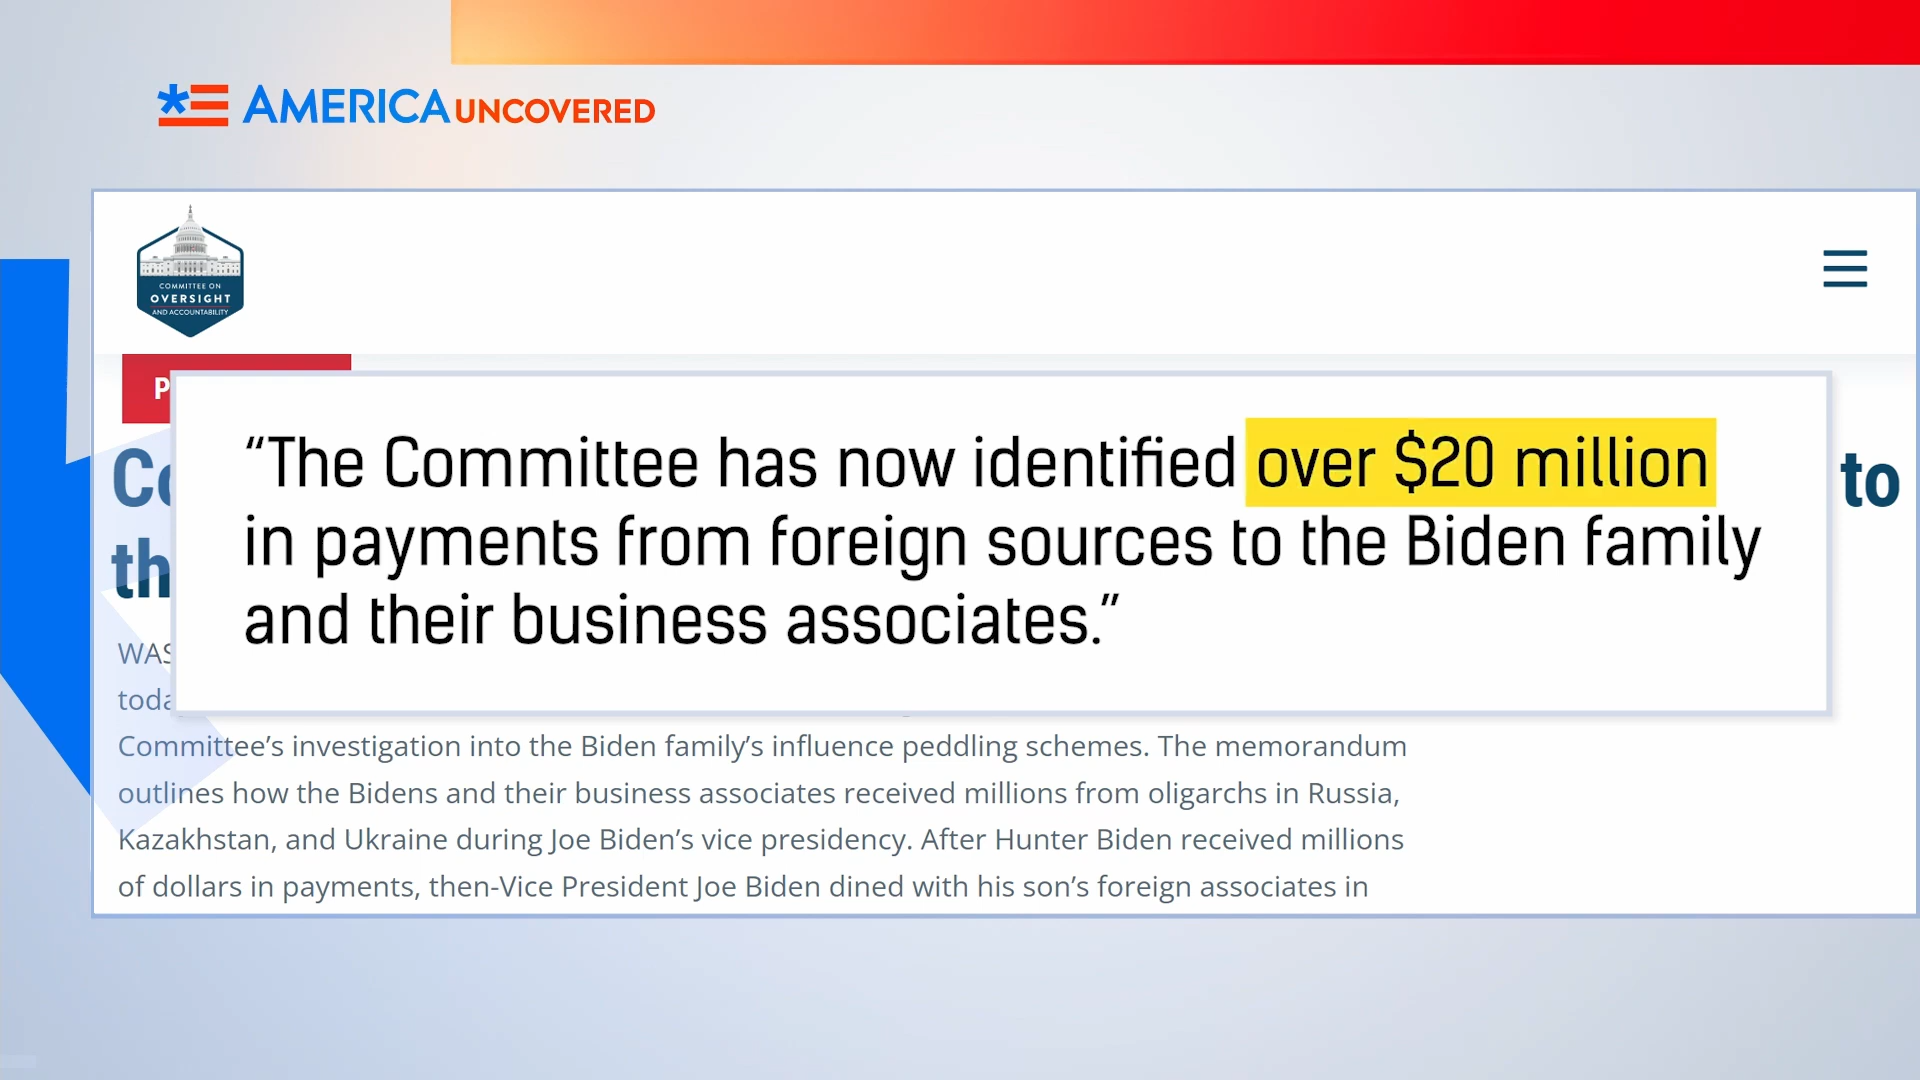 AMERICA UNCOVERED
COMMITTEE ON
OVERSIGHT
AND ACCOUNTABILITY
“The Committee has now identified over $20 million
in payments from foreign sources to the Biden family
and their business associates.”
to
Committee’s investigation into the Biden family’s influence peddling schemes. The memorandum
outlines how the Bidens and their business associates received millions from oligarchs in Russia,
Kazakhstan, and Ukraine during Joe Biden’s vice presidency. After Hunter Biden received millions
of dollars in payments, then-Vice President Joe Biden dined with his son’s foreign associates in